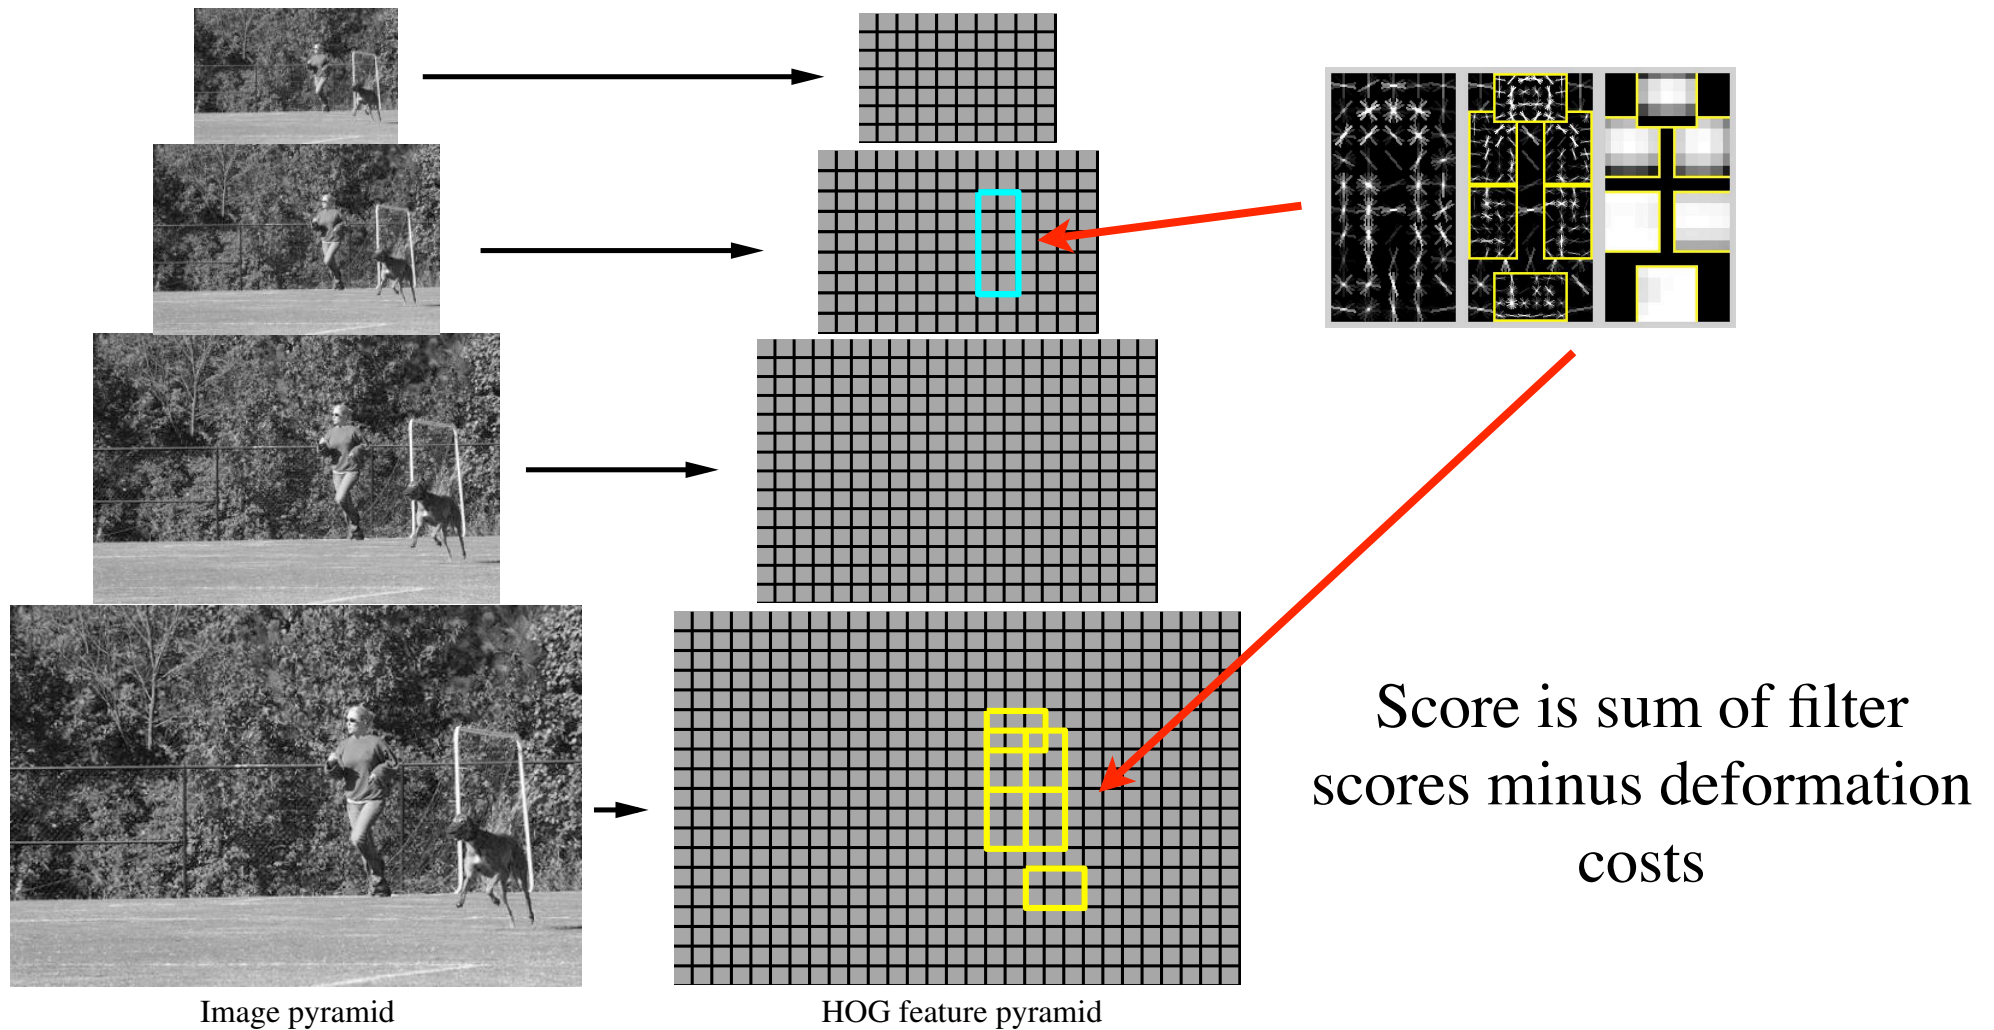 Score is sum of filter
scores minus deformation
costs
Image pyramid
HOG feature pyramid